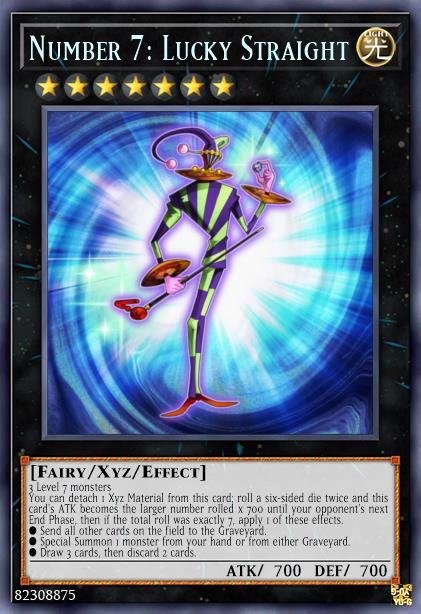 Number 7: Lucky Straight
LIGHT
光
[Fairy/Xyz/Effect]
3 Level 7 monsters
You can detach 1 Xyz Material from this card; roll a six-sided die twice and this
card's ATK becomes the larger number rolled x 700 until your opponent's next
End Phase, then if the total roll was exactly 7, apply 1 of these effects.
● Send all other cards on the field to the Graveyard.
● Special Summon 1 monster from your hand or from either Graveyard.
● Draw 3 cards, then discard 2 cards.
ATK/ 700 DEF/ 700
82308875